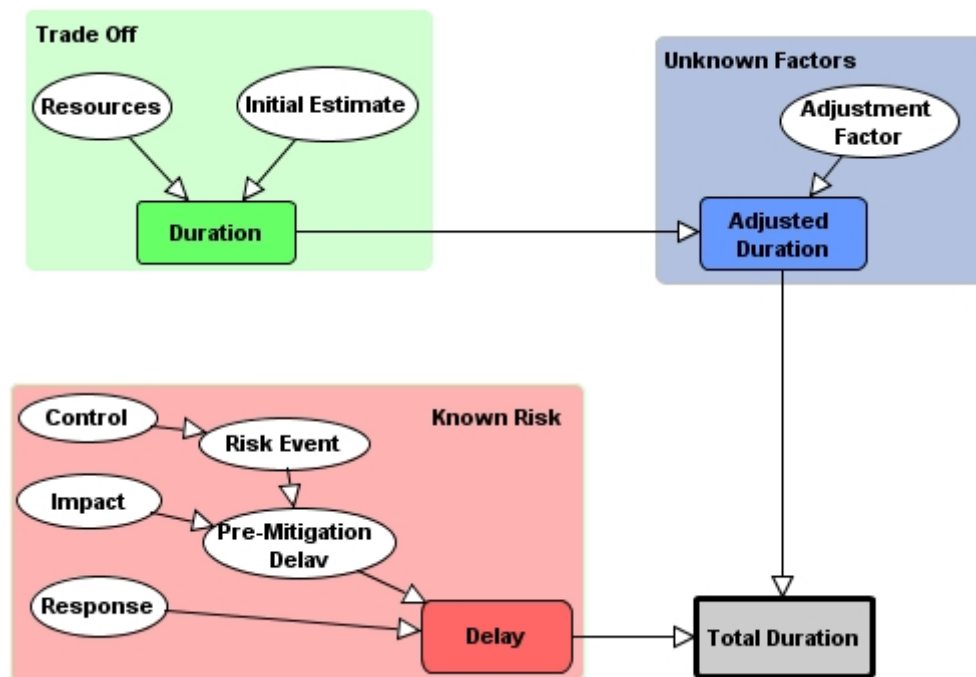 Trade Off
Resources
Initial Estimate
Duration
Unknown Factors
Adjustment
Factor
Adjusted
Duration
Known Risk
Control
Risk Event
Impact
Pre-Mitigation
Delay
Response
Delay
Total Duration